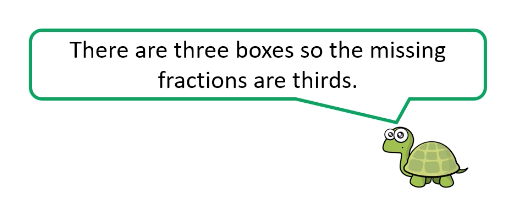 There are three boxes so the missing
fractions are thirds.